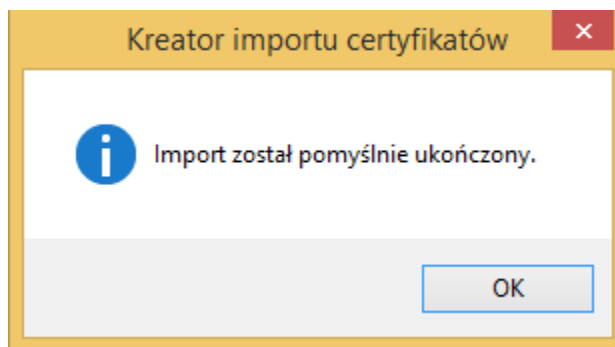 Kreator importu certyfikatów
Import został pomyślnie ukończony.
OK